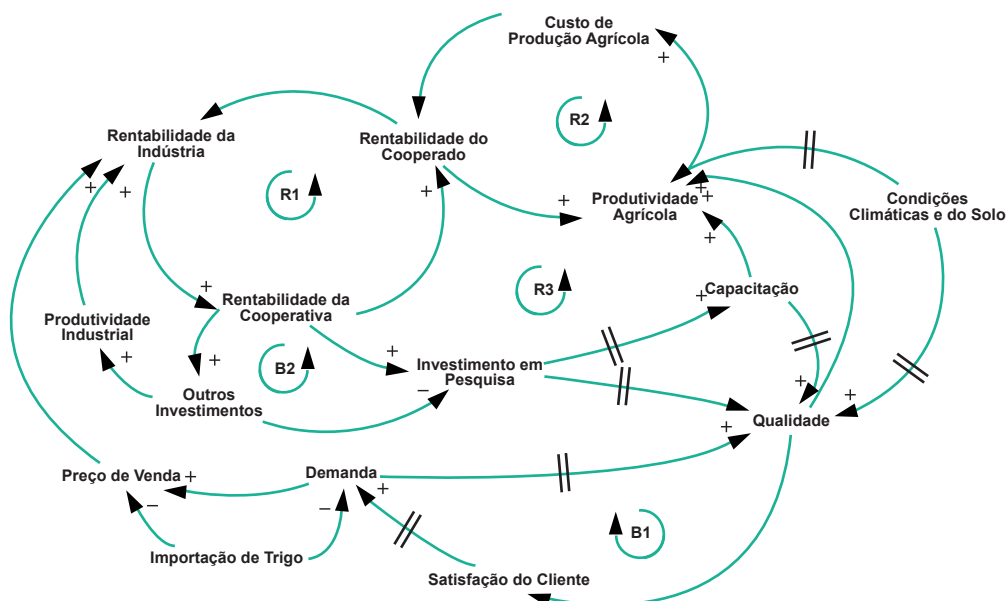 Custo de
Produção Agrícola
+
R2
Rentabilidade da
Indústria
Rentabilidade do
Cooperado
+
+
R1
+
+
Produtividade
Agrícola
+
+
+
Condições
Climáticas e do Solo
R3
Capacitação
+
+
Rentabilidade da
Cooperativa
Produtividade
Industrial
+
+
B2
+
Investimento em
Pesquisa
−
Outros
Investimentos
+
+
+
Qualidade
Preço de Venda
+
Demanda
+
−
−
Importação de Trigo
B1
Satisfação do Cliente